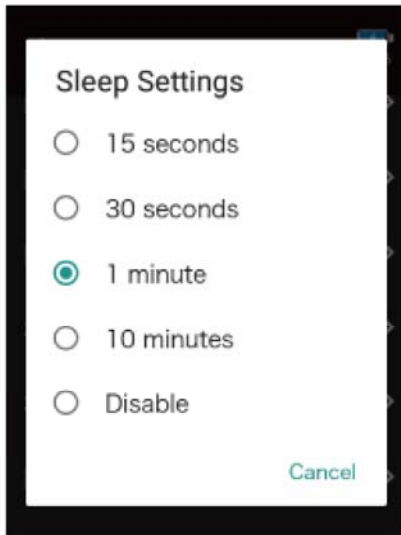 Sleep Settings
15 seconds
30 seconds
1 minute
10 minutes
Disable
Cancel